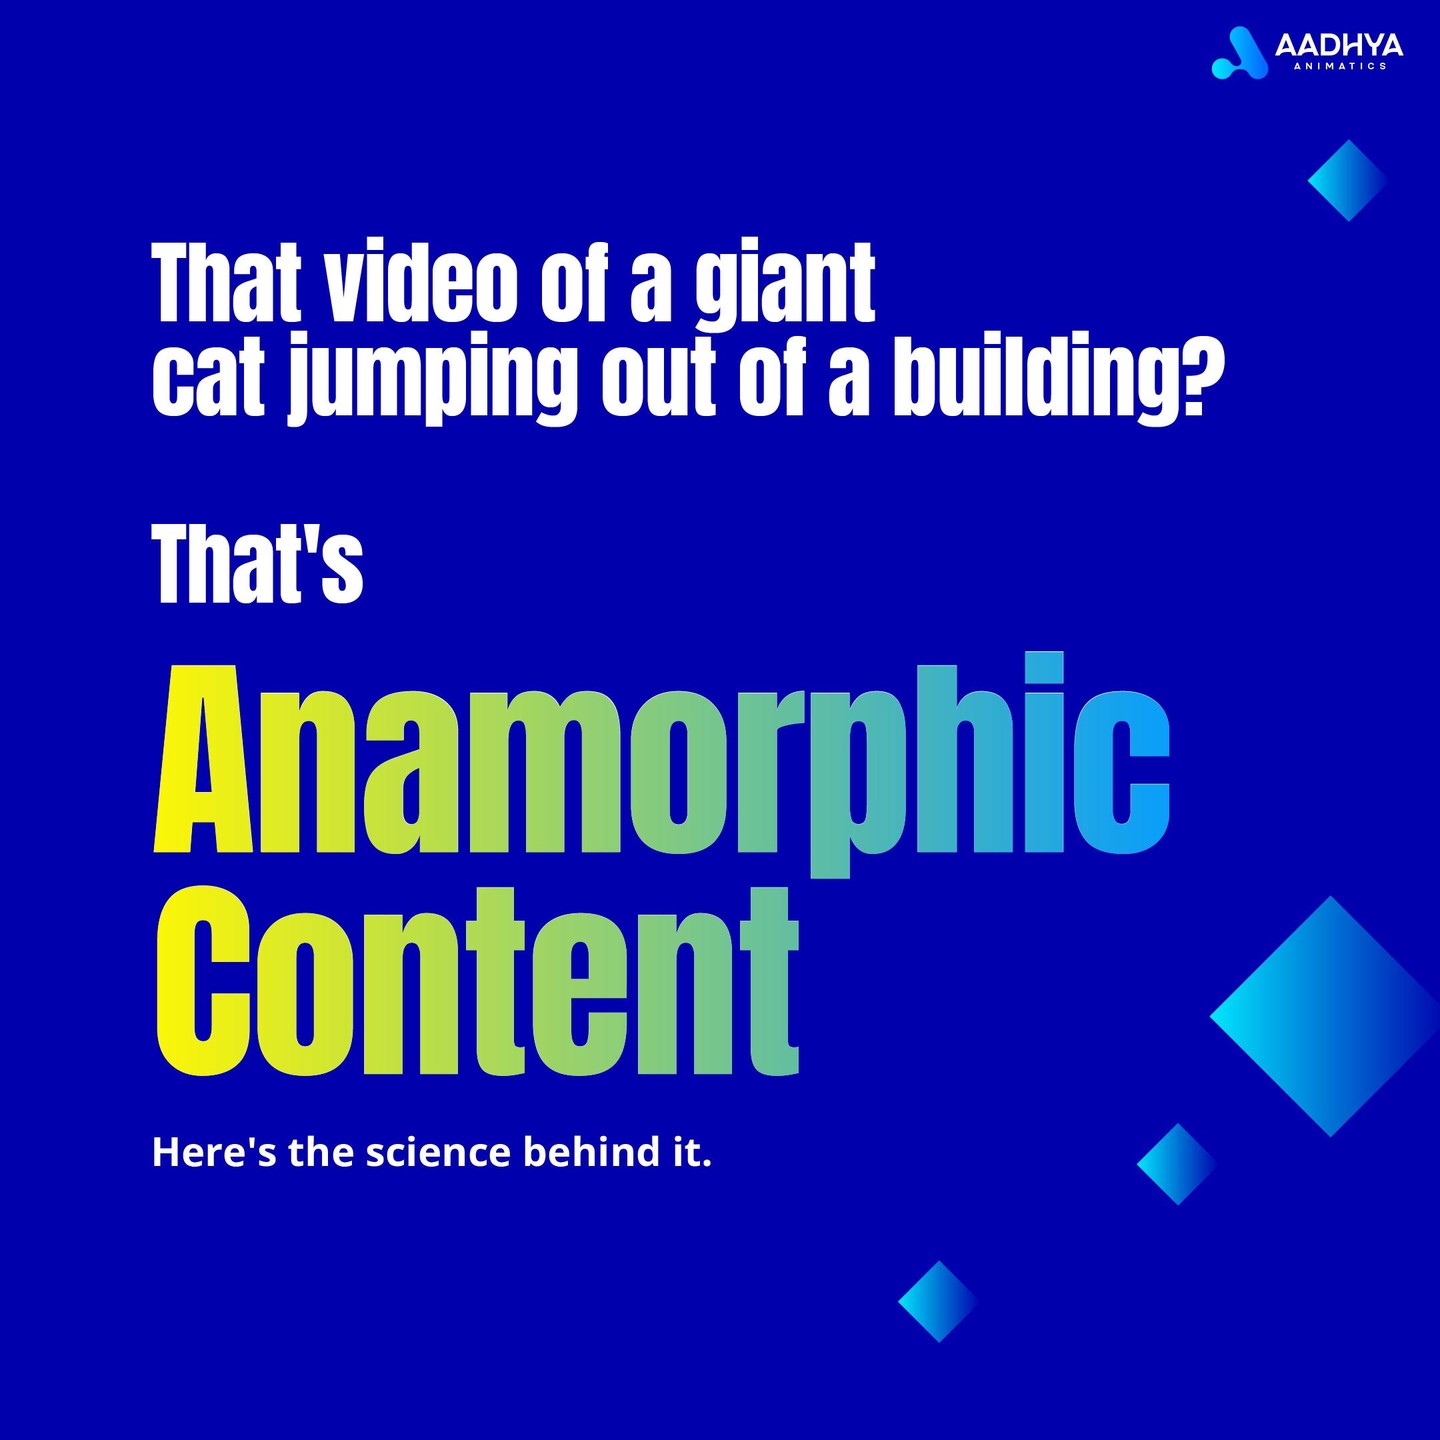 AADHYA
ANIMATICS
That video of a giant
cat jumping out of a building?
That's
Anamorphic
Content
Here's the science behind it.